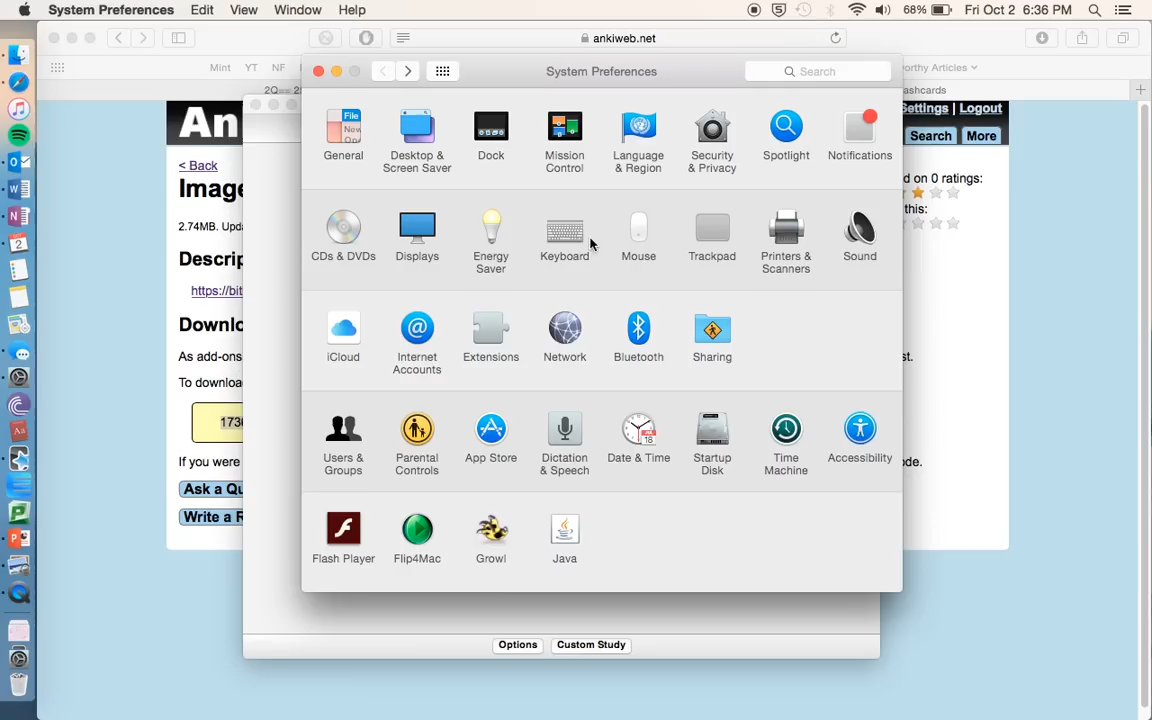 System Preferences Edit View Window Help
68% Fri Oct 2 6:36 PM
ankiweb.net
Mint YT NF
orthy Articles
2Q==
ashcards
System Preferences
Search
An
Settings | Logout
Search More
General
Desktop & Screen Saver
Dock
Mission Control
Language & Region
Security & Privacy
Spotlight
Notifications
< Back
Image
2.74MB. Upda
d on 0 ratings:
this:
CDs & DVDs
Displays
Energy Saver
Keyboard
Mouse
Trackpad
Printers & Scanners
Sound
Descrip
https://bit
Downlo
iCloud
Internet Accounts
Extensions
Network
Bluetooth
Sharing
As add-ons
st.
To download
1730
Users & Groups
Parental Controls
App Store
Dictation & Speech
Date & Time
Startup Disk
Time Machine
Accessibility
If you were
ode.
Ask a Qu
Write a R
Flash Player
Flip4Mac
Growl
Java
Options Custom Study